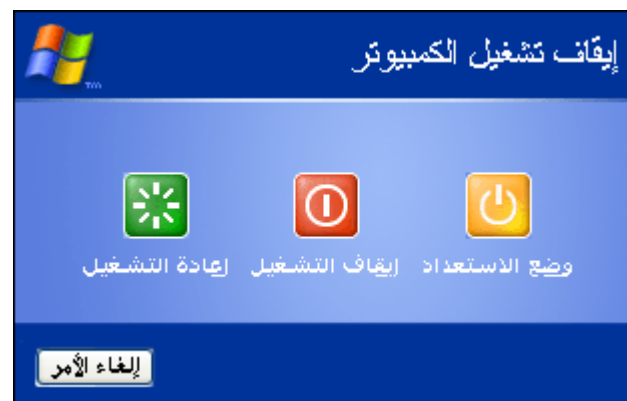 إيقاف تشغيل الكمبيوتر
وضع الاستعداد إيقاف التشغيل إعادة التشغيل
إلغاء الأمر